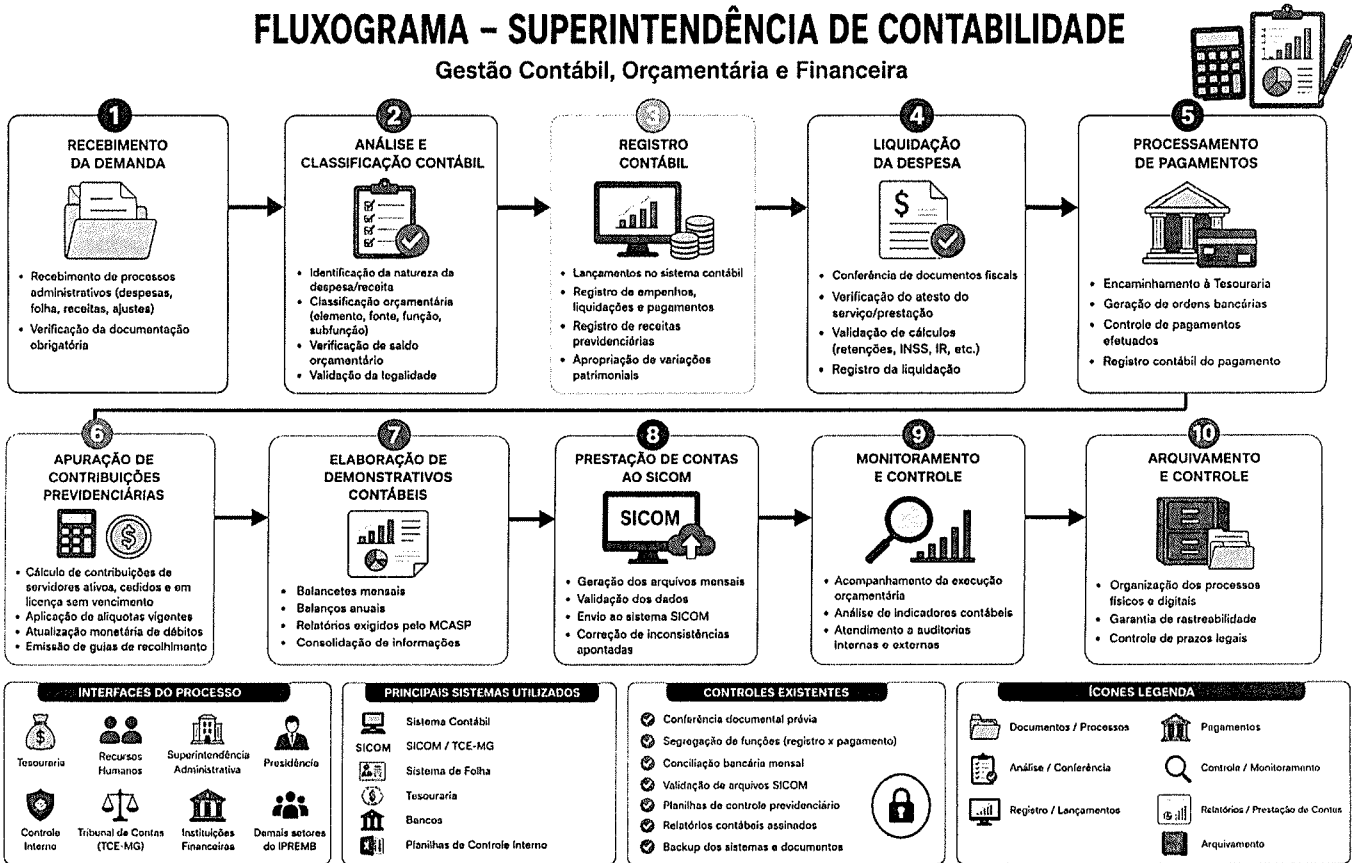 FLUXOGRAMA – SUPERINTENDÊNCIA DE CONTABILIDADE
Gestão Contábil, Orçamentária e Financeira
1
RECEBIMENTO
DA DEMANDA
• Recebimento de processos
administrativos (despesas,
folha, receitas, ajustes)
• Verificação da documentação
obrigatória
2
ANÁLISE E
CLASSIFICAÇÃO CONTÁBIL
• Identificação da natureza da
despesa/receita
• Classificação orçamentária
(elemento, fonte, função,
subfunção)
• Verificação de saldo
orçamentário
• Validação da legalidade
3
REGISTRO
CONTÁBIL
• Lançamentos no sistema contábil
• Registro de empenhos,
liquidações e pagamentos
• Registro de receitas
previdenciárias
• Apropriação de variações
patrimoniais
4
LIQUIDAÇÃO
DA DESPESA
$
• Conferência de documentos fiscais
• Verificação do atesto do
serviço/prestação
• Validação de cálculos
(retenções, INSS, IR, etc.)
• Registro da liquidação
5
PROCESSAMENTO
DE PAGAMENTOS
• Encaminhamento à Tesouraria
• Geração de ordens bancárias
• Controle de pagamentos
efetuados
• Registro contábil do pagamento
6
APURAÇÃO DE
CONTRIBUIÇÕES
PREVIDENCIÁRIAS
$
• Cálculo de contribuições de
servidores ativos, cedidos e em
licença sem vencimento
• Aplicação de alíquotas vigentes
• Atualização monetária de débitos
• Emissão de guias de recolhimento
7
ELABORAÇÃO DE
DEMONSTRATIVOS
CONTÁBEIS
• Balancetes mensais
• Balanços anuais
• Relatórios exigidos pelo MCASP
• Consolidação de informações
8
PRESTAÇÃO DE CONTAS
AO SICOM
SICOM
• Geração dos arquivos mensais
• Validação dos dados
• Envio ao sistema SICOM
• Correção de inconsistências
apontadas
9
MONITORAMENTO
E CONTROLE
• Acompanhamento da execução
orçamentária
• Análise de indicadores contábeis
• Atendimento a auditorias
internas e externas
10
ARQUIVAMENTO
E CONTROLE
• Organização dos processos
físicos e digitais
• Garantia de rastreabilidade
• Controle de prazos legais
INTERFACES DO PROCESSO
$
Tesouraria
Recursos
Humanos
Superintendência
Administrativa
Presidência
Controle
Interno
Tribunal de Contas
(TCE-MG)
Instituições
Financeiras
Demais setores
do IPREMB
PRINCIPAIS SISTEMAS UTILIZADOS
Sistema Contábil
SICOM SICOM / TCE-MG
Sistema de Folha
$ Tesouraria
Bancos
Planilhas de Controle Interno
CONTROLES EXISTENTES
Conferência documental prévia
Segregação de funções (registro x pagamento)
Conciliação bancária mensal
Validação de arquivos SICOM
Planilhas de controle previdenciário
Relatórios contábeis assinados
Backup dos sistemas e documentos
ÍCONES LEGENDA
Documentos / Processos
Análise / Conferência
Registro / Lançamentos
Pagamentos
Controle / Monitoramento
Relatórios / Prestação de Contas
Arquivamento